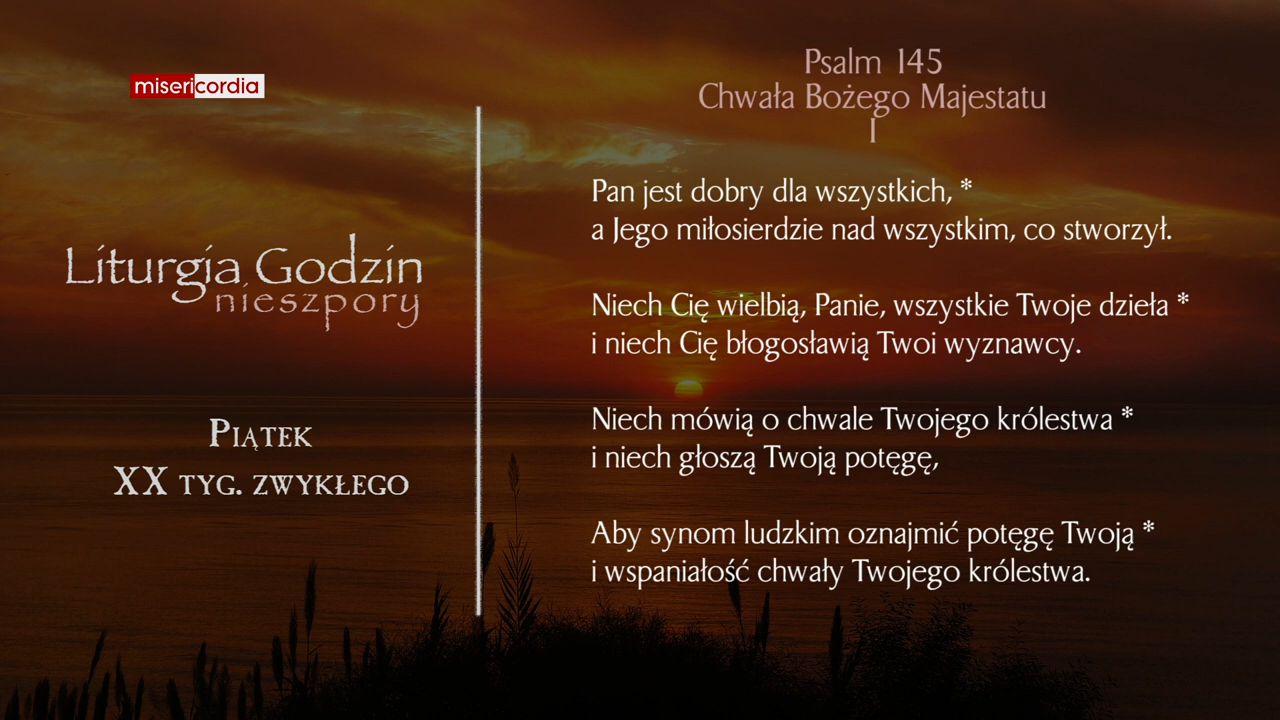 misericordia
Liturgia Godzin
nieszpory
Piątek
XX tyg. zwykłego
Psalm 145
Chwała Bożego Majestatu
I
Pan jest dobry dla wszystkich, *
a Jego miłosierdzie nad wszystkim, co stworzył.
Niech Cię wielbią, Panie, wszystkie Twoje dzieła *
i niech Cię błogosławią Twoi wyznawcy.
Niech mówią o chwale Twojego królestwa *
i niech głoszą Twoją potęgę,
Aby synom ludzkim oznajmić potęgę Twoją *
i wspaniałość chwały Twojego królestwa.